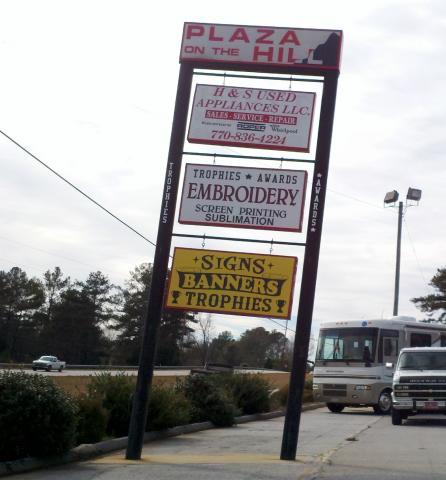 PLAZA
ON THE HILL
H & S USED
APPLIANCES LLC.
SALES - SERVICE - REPAIR
ROPER Whirlpool
770-836-1224
TROPHIES ★ AWARDS
EMBROIDERY
SCREEN PRINTING
SUBLIMATION
SIGNS
BANNERS
TROPHIES
TROPHIES
AWARDS